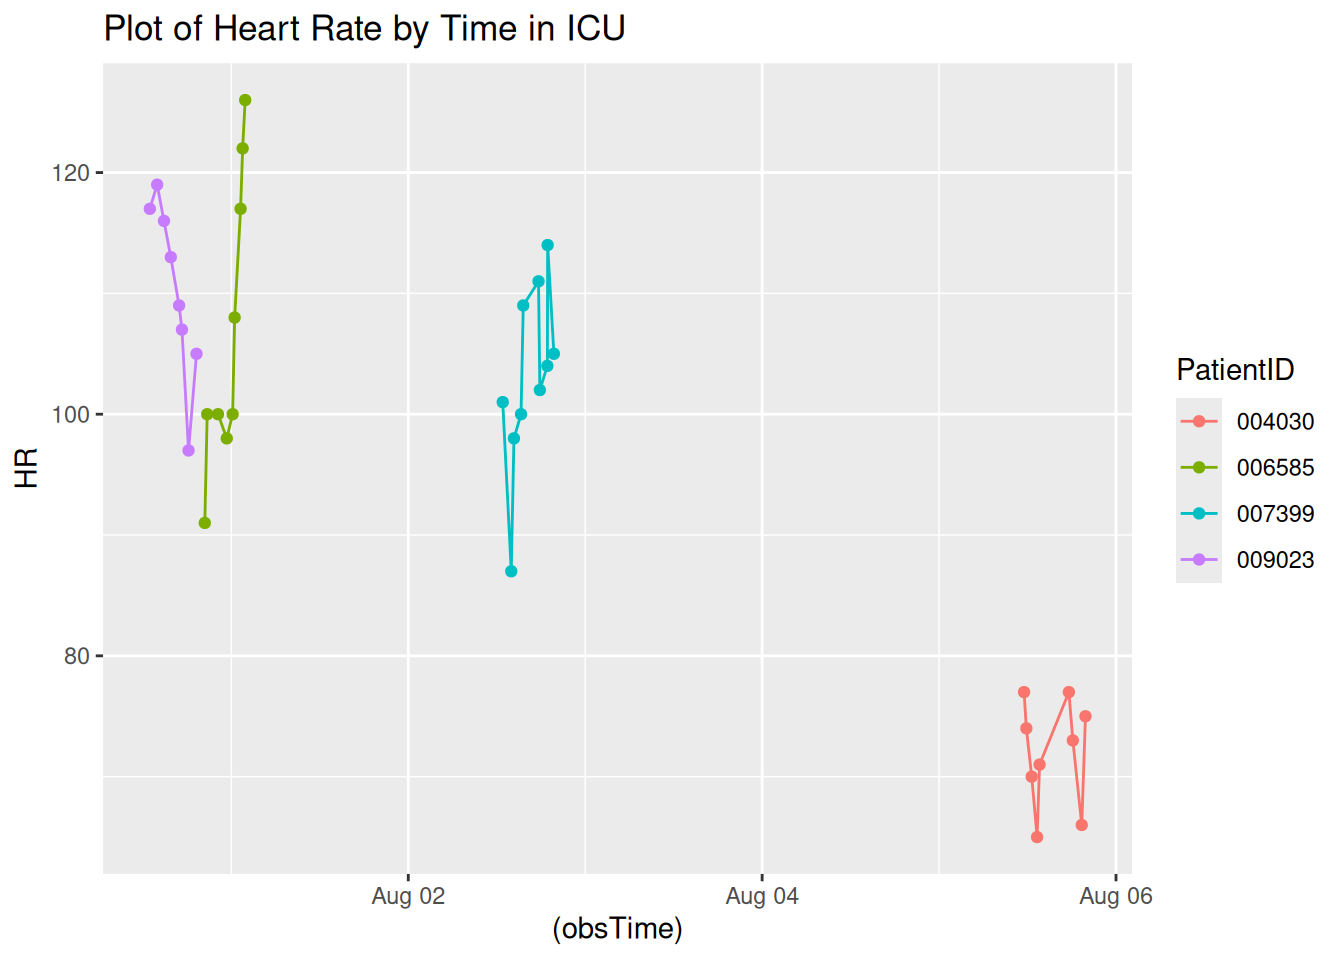 Plot of Heart Rate by Time in ICU
120
100
80
HR
Aug 02
Aug 04
Aug 06
(obsTime)
PatientID
004030
006585
007399
009023